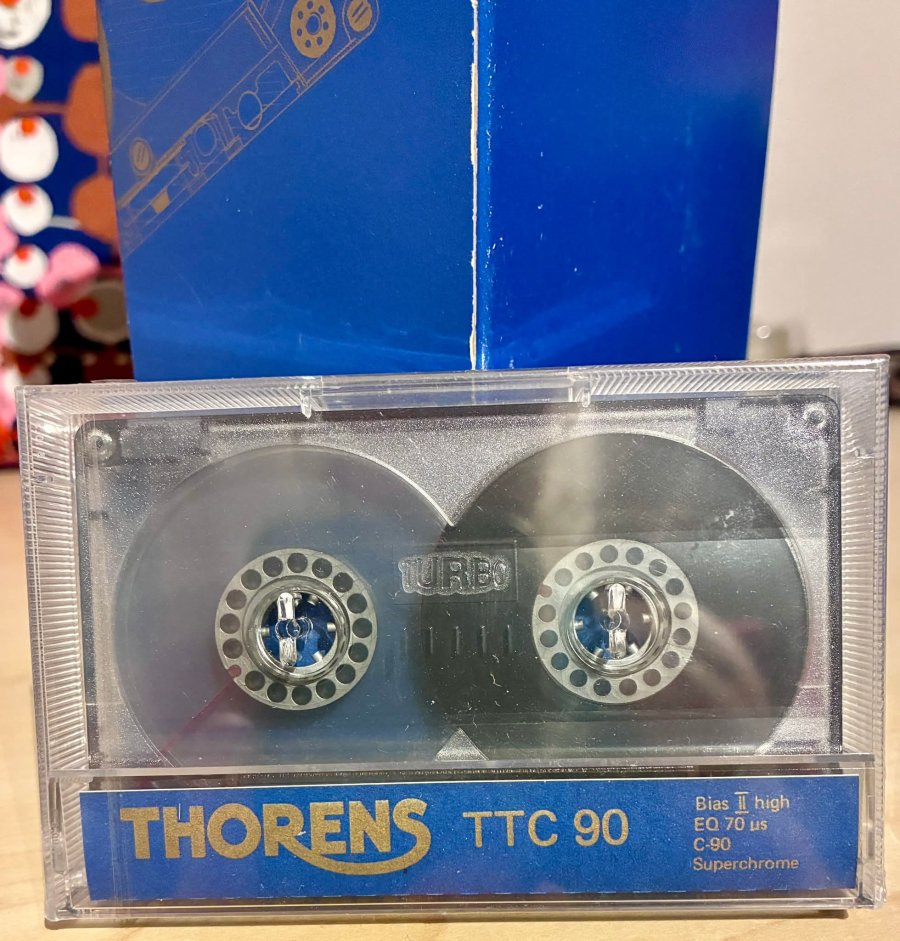 TURBO
THORENS
TTC 90
Bias II high
EQ 70 µs
C-90
Superchrome